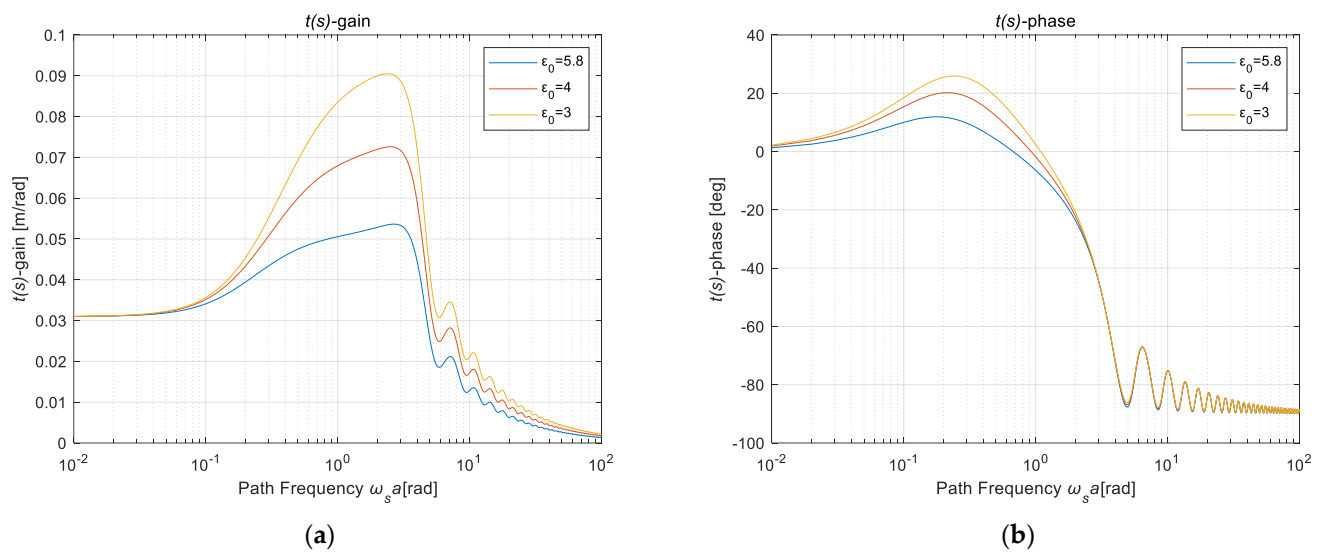 t(s)-gain
0.1
0.09
0.08
0.07
0.06
0.05
0.04
0.03
0.02
0.01
0
t(s)-gain [m/rad]
ε₀=5.8
ε₀=4
ε₀=3
10⁻² 10⁻¹ 10⁰ 10¹ 10²
Path Frequency ωₛa[rad]
(a)
t(s)-phase
40
20
0
-20
-40
-60
-80
-100
t(s)-phase [deg]
ε₀=5.8
ε₀=4
ε₀=3
10⁻² 10⁻¹ 10⁰ 10¹ 10²
Path Frequency ωₛa[rad]
(b)